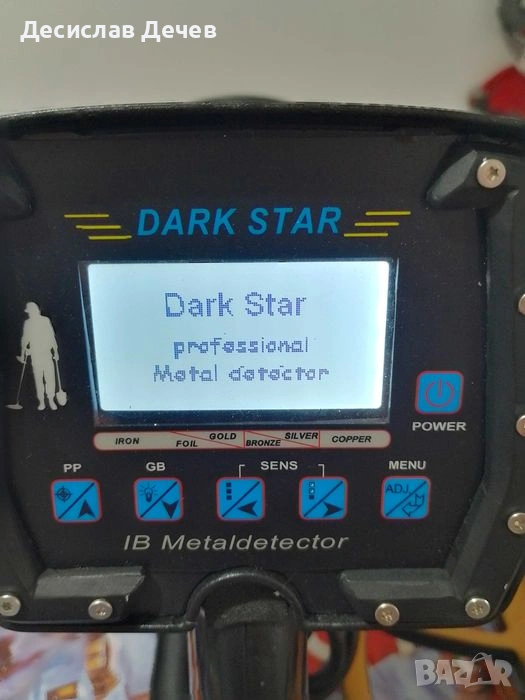 Десислав Дечев
DARK STAR
Dark Star
professional
Metal detector
POWER
IRON FOIL GOLD BRONZE SILVER COPPER
PP GB SENS MENU
ADJ.
IB Metaldetector
BAZAR